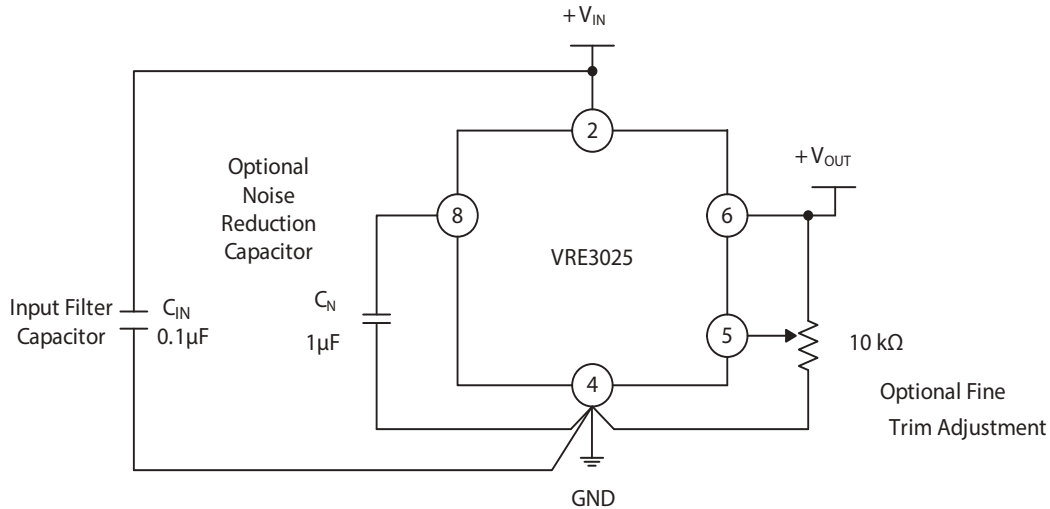 +V_IN
2
Optional
Noise
Reduction
Capacitor
+V_OUT
8
6
VRE3025
Input Filter
Capacitor
C_IN
0.1µF
C_N
1µF
5
10 kΩ
4
Optional Fine
Trim Adjustment
GND